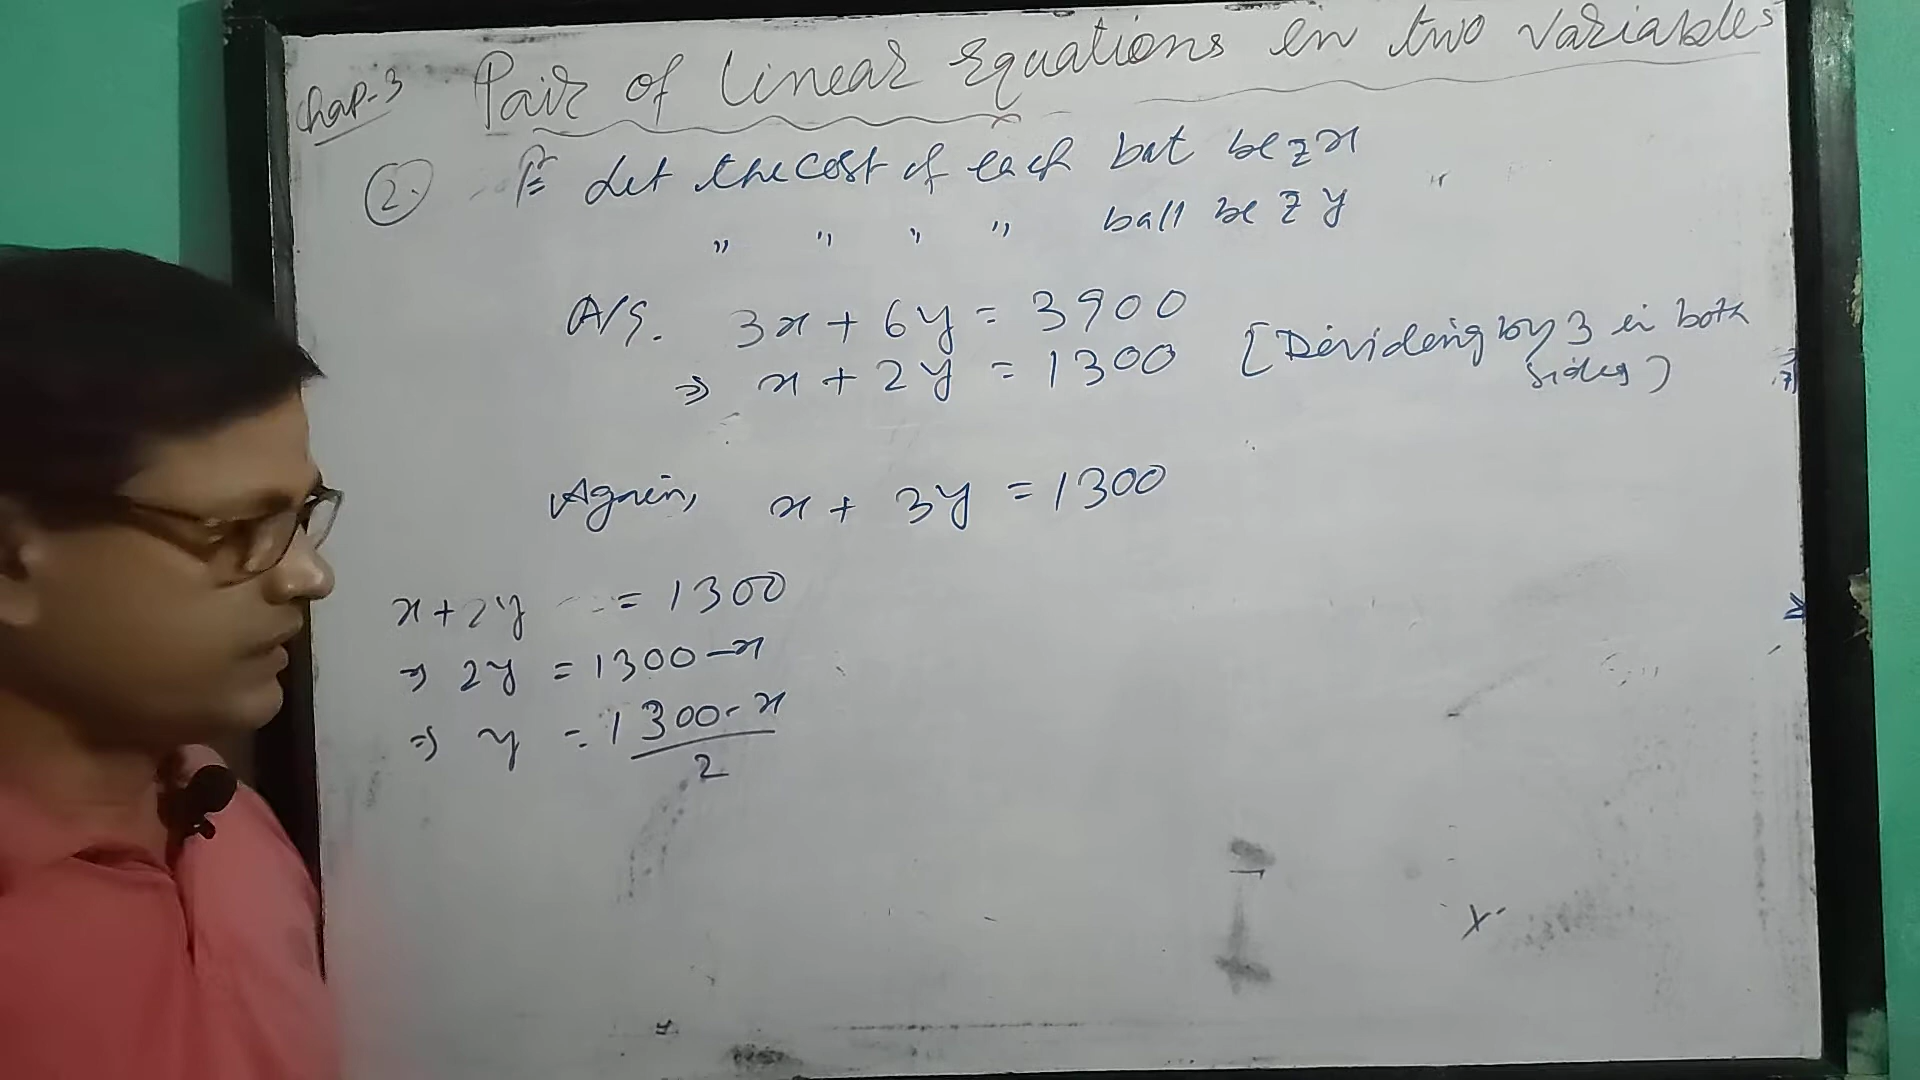 Chap-3 Pair of Linear Equations in two variables
2. Let the cost of each bat be ₹ x
" " " " ball be ₹ y
A/Q. 3x + 6y = 3900
⇒ x + 2y = 1300 [Dividing by 3 in both sides]
Again, x + 3y = 1300
x + 2y = 1300
⇒ 2y = 1300 - x
⇒ y = 1300 - x / 2